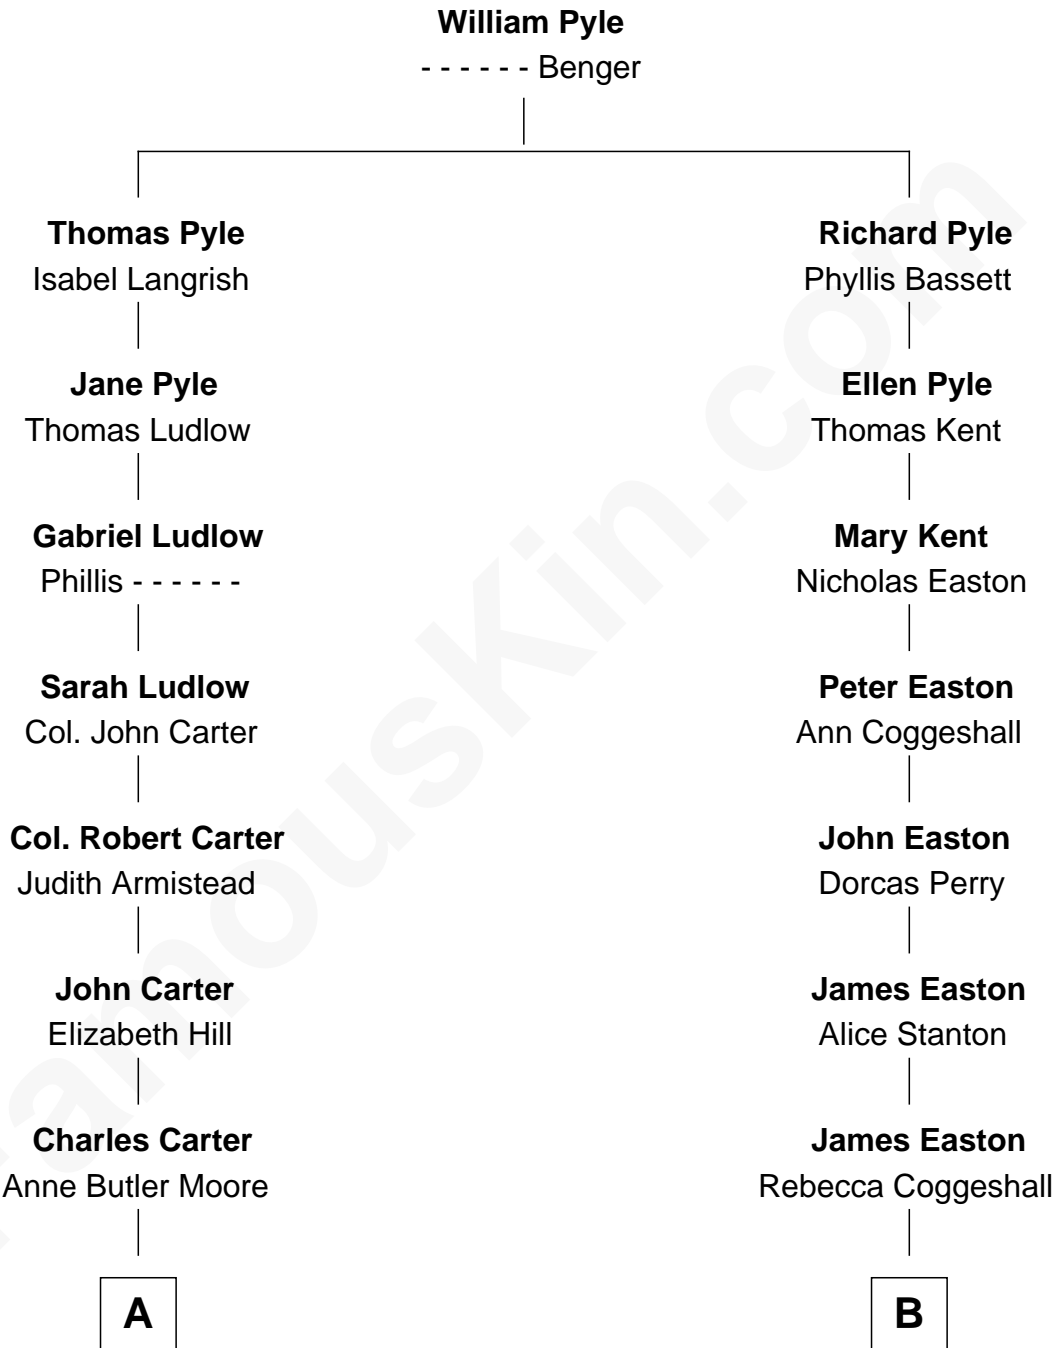 William Pyle
- - - - - - Benger
Thomas Pyle
Isabel Langrish
Richard Pyle
Phyllis Bassett
Jane Pyle
Thomas Ludlow
Ellen Pyle
Thomas Kent
Gabriel Ludlow
Phillis - - - - - -
Mary Kent
Nicholas Easton
Sarah Ludlow
Col. John Carter
Peter Easton
Ann Coggeshall
Col. Robert Carter
Judith Armistead
John Easton
Dorcas Perry
John Carter
Elizabeth Hill
James Easton
Alice Stanton
Charles Carter
Anne Butler Moore
James Easton
Rebecca Coggeshall
A
B
FamousKin.com